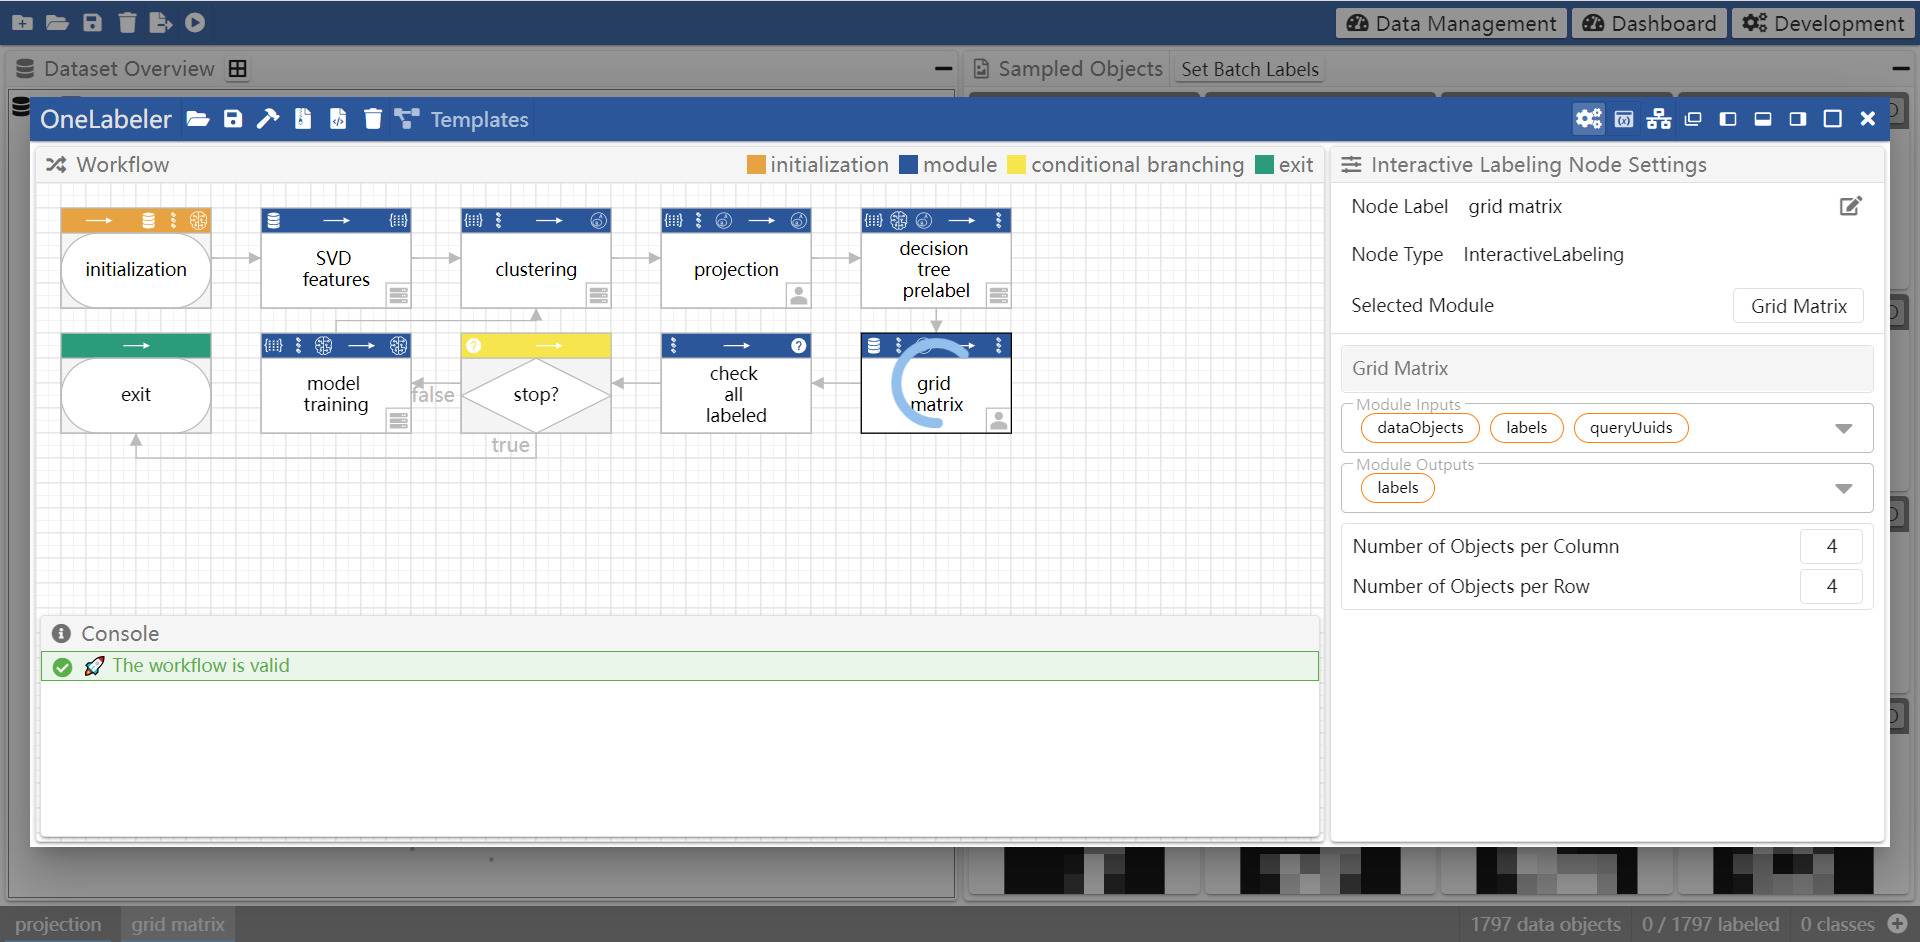 Data Management
Dashboard
Development
Dataset Overview
Sampled Objects
Set Batch Labels
OneLabeler
Templates
Workflow
initialization
module
conditional branching
exit
initialization
SVD
features
clustering
projection
decision
tree
prelabel
exit
model
training
false
stop?
true
check
all
labeled
grid
matrix
Console
🚀 The workflow is valid
Interactive Labeling Node Settings
Node Label grid matrix
Node Type InteractiveLabeling
Selected Module Grid Matrix
Grid Matrix
Module Inputs
dataObjects labels queryUuids
Module Outputs
labels
Number of Objects per Column 4
Number of Objects per Row 4
projection
grid matrix
1797 data objects
0 / 1797 labeled
0 classes